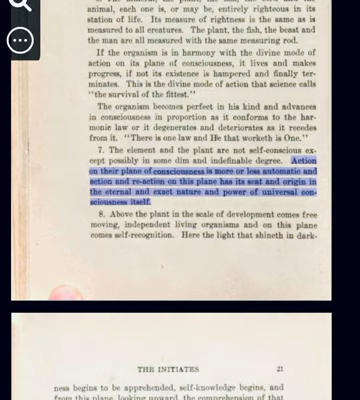 animal, each one is, or may be, entirely righteous in its
station of life. Its measure of rightness is the same as is
measured to all creatures. The plant, the fish, the beast and
the man are all measured with the same measuring rod.
If the organism is in harmony with the divine mode of
action on its plane of consciousness, it lives and makes
progress, if not its existence is hampered and finally ter-
minates. This is the divine mode of action that science calls
"the survival of the fittest."
The organism becomes perfect in his kind and advances
in consciousness in proportion as it conforms to the har-
monic law or it degenerates and deteriorates as it recedes
from it. "There is one law and He that worketh is One."
7. The element and the plant are not self-conscious ex-
cept possibly in some dim and indefinable degree. Action
on their plane of consciousness is more or less automatic and
action and re-action on this plane has its seat and origin in
the eternal and exact nature and power of universal con-
sciousness itself.
8. Above the plant in the scale of development comes free
moving, independent living organisms and on this plane
comes self-recognition. Here the light that shineth in dark-
THE INITIATES 21
ness begins to be apprehended, self-knowledge begins, and
from this plane, looking upward, the comprehension of that